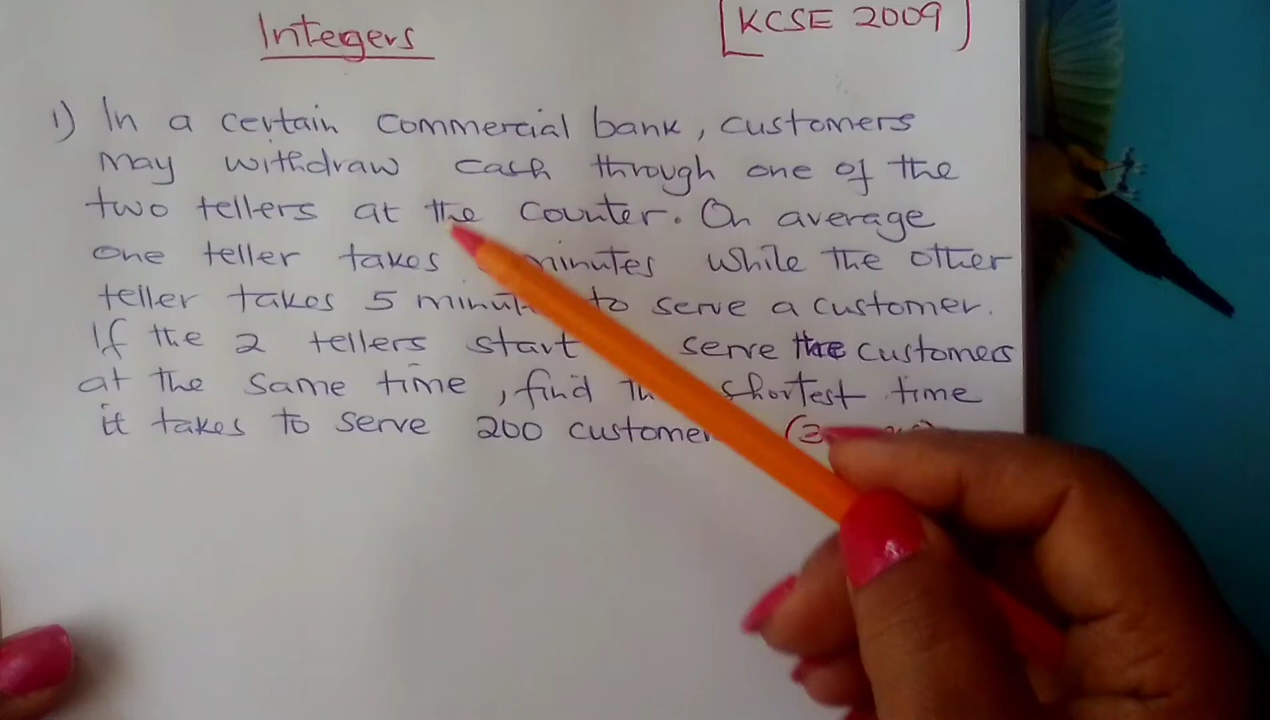 Integers [KCSE 2009]
1) In a certain commercial bank, customers
may withdraw cash through one of the
two tellers at the counter. On average
one teller takes minutes while the other
teller takes 5 to serve a customer.
If the 2 tellers start serve the customers
at the same time, find shortest time
it takes to serve 200